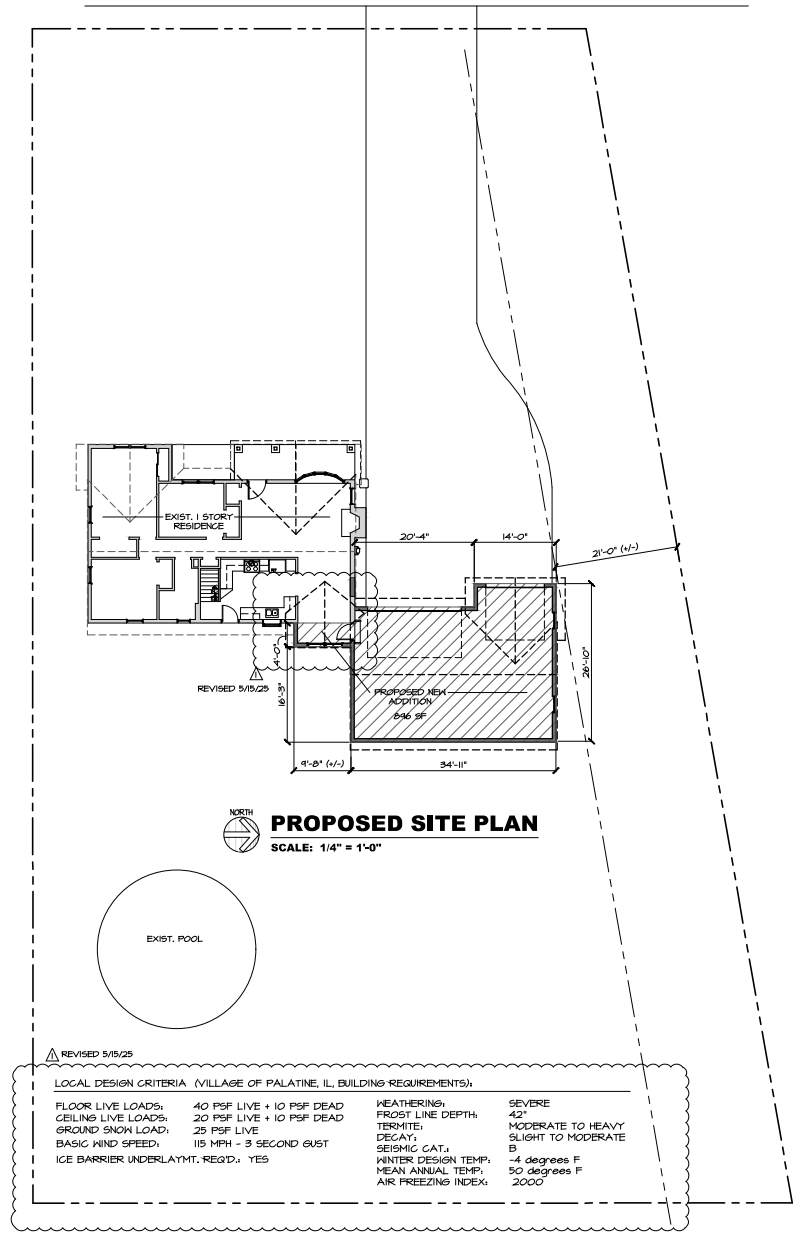 EXIST. 1 STORY
RESIDENCE
20'-4"
14'-0"
21'-0" (+/-)
4'-0"
REVISED 5/15/25
16'-3"
PROPOSED NEW
ADDITION
896 SF
26'-10"
9'-8" (+/-)
34'-11"
NORTH
PROPOSED SITE PLAN
SCALE: 1/4" = 1'-0"
EXIST. POOL
1 REVISED 5/15/25
LOCAL DESIGN CRITERIA (VILLAGE OF PALATINE, IL, BUILDING REQUIREMENTS):
FLOOR LIVE LOADS: 40 PSF LIVE + 10 PSF DEAD
CEILING LIVE LOADS: 20 PSF LIVE + 10 PSF DEAD
GROUND SNOW LOAD: 25 PSF LIVE
BASIC WIND SPEED: 115 MPH - 3 SECOND GUST
ICE BARRIER UNDERLAYMT. REQ'D.: YES
WEATHERING: SEVERE
FROST LINE DEPTH: 42"
TERMITE: MODERATE TO HEAVY
DECAY: SLIGHT TO MODERATE
SEISMIC CAT.: B
WINTER DESIGN TEMP: -4 degrees F
MEAN ANNUAL TEMP: 50 degrees F
AIR FREEZING INDEX: 2000